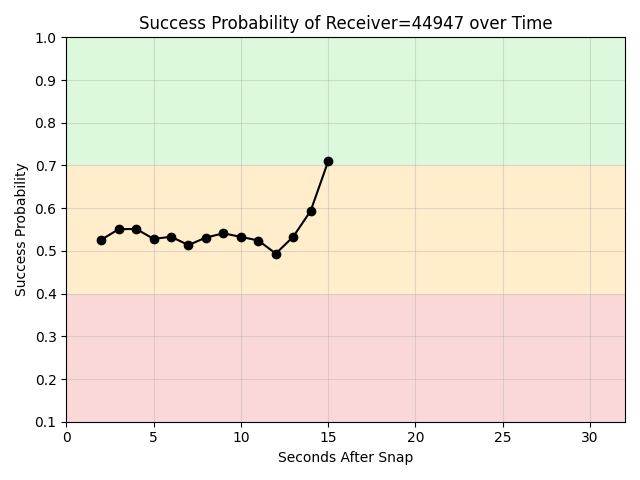 Success Probability of Receiver=44947 over Time
1.0
0.9
0.8
0.7
0.6
0.5
0.4
0.3
0.2
0.1
Success Probability
0 5 10 15 20 25 30
Seconds After Snap